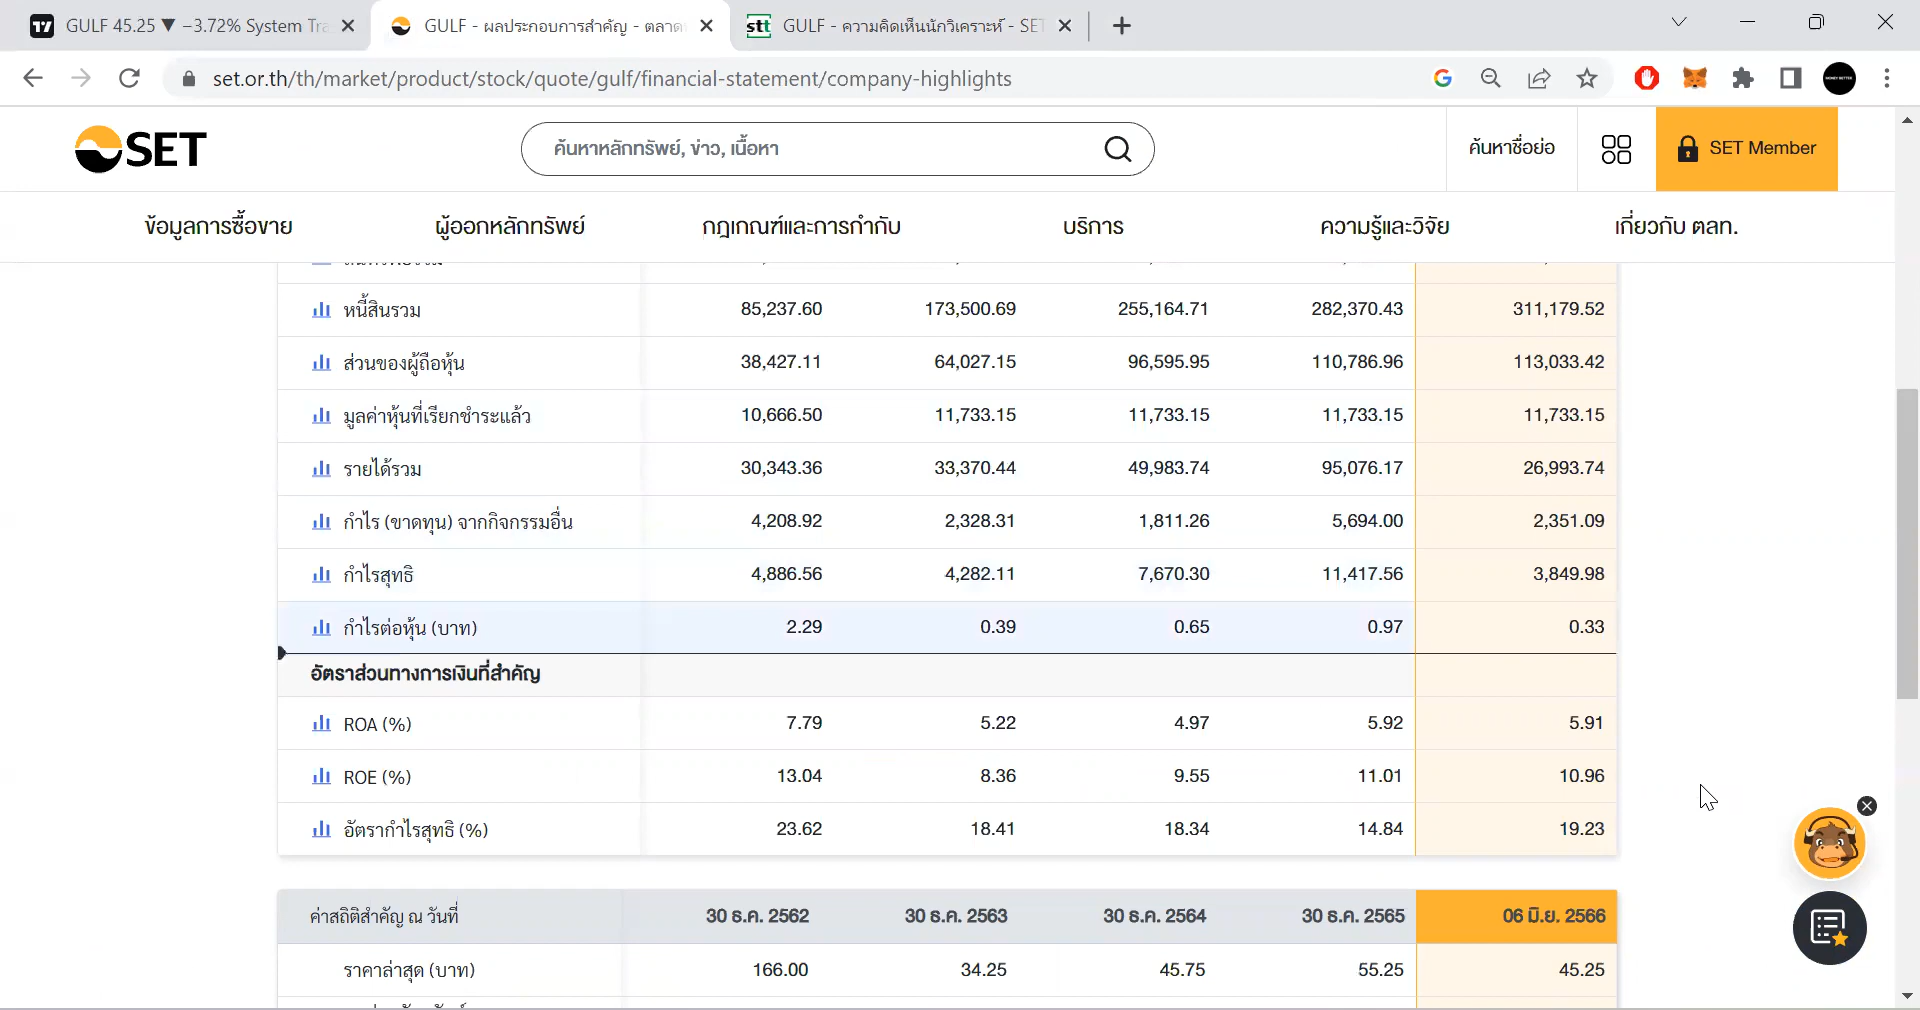 GULF 45.25 ▼ −3.72% System Tra
GULF - ผลประกอบการสำคัญ - ตลาด
stt GULF - ความคิดเห็นนักวิเคราะห์ - SET
set.or.th/th/market/product/stock/quote/gulf/financial-statement/company-highlights
SET
ค้นหาหลักทรัพย์, ข่าว, เนื้อหา
ค้นหาชื่อย่อ
SET Member
ข้อมูลการซื้อขาย ผู้ออกหลักทรัพย์ กฎเกณฑ์และการกำกับ บริการ ความรู้และวิจัย เกี่ยวกับ ตลท.
หนี้สินรวม 85,237.60 173,500.69 255,164.71 282,370.43 311,179.52
ส่วนของผู้ถือหุ้น 38,427.11 64,027.15 96,595.95 110,786.96 113,033.42
มูลค่าหุ้นที่เรียกชำระแล้ว 10,666.50 11,733.15 11,733.15 11,733.15 11,733.15
รายได้รวม 30,343.36 33,370.44 49,983.74 95,076.17 26,993.74
กำไร (ขาดทุน) จากกิจกรรมอื่น 4,208.92 2,328.31 1,811.26 5,694.00 2,351.09
กำไรสุทธิ 4,886.56 4,282.11 7,670.30 11,417.56 3,849.98
กำไรต่อหุ้น (บาท) 2.29 0.39 0.65 0.97 0.33
อัตราส่วนทางการเงินที่สำคัญ
ROA (%) 7.79 5.22 4.97 5.92 5.91
ROE (%) 13.04 8.36 9.55 11.01 10.96
อัตรากำไรสุทธิ (%) 23.62 18.41 18.34 14.84 19.23
ค่าสถิติสำคัญ ณ วันที่ 30 ธ.ค. 2562 30 ธ.ค. 2563 30 ธ.ค. 2564 30 ธ.ค. 2565 06 มิ.ย. 2566
ราคาล่าสุด (บาท) 166.00 34.25 45.75 55.25 45.25